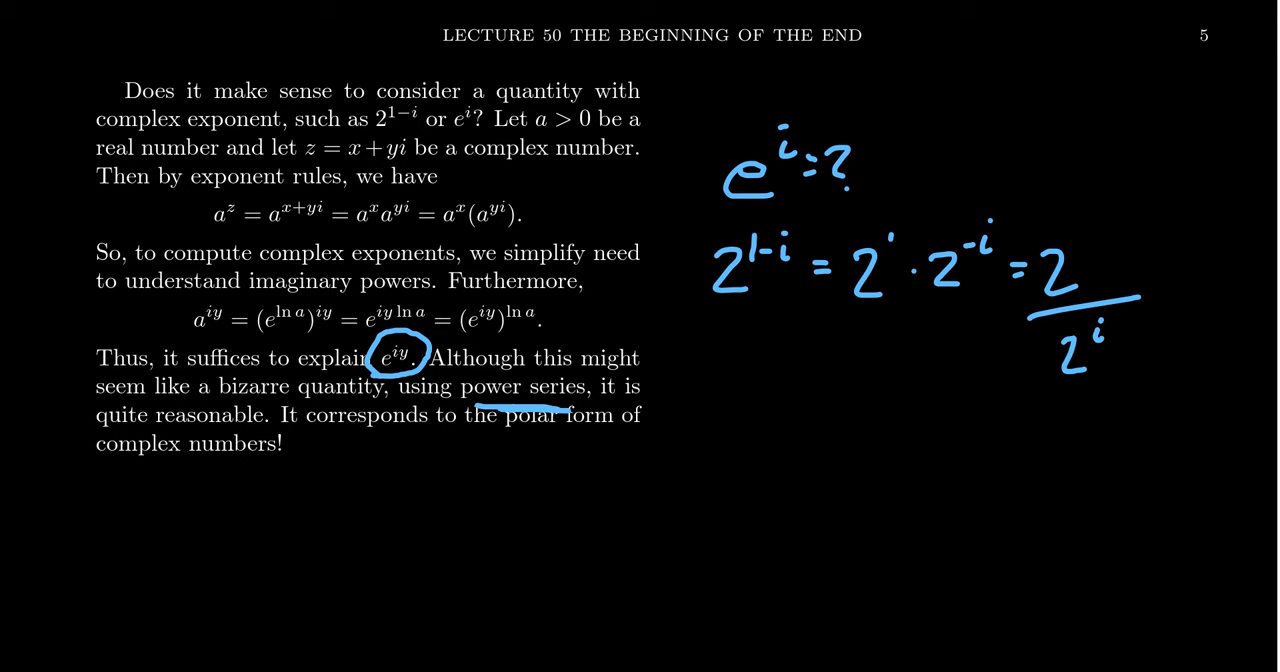 LECTURE 50 THE BEGINNING OF THE END 5
Does it make sense to consider a quantity with
complex exponent, such as 2^{1−i} or e^i? Let a > 0 be a
real number and let z = x + yi be a complex number.
Then by exponent rules, we have
a^z = a^{x+yi} = a^x a^{yi} = a^x(a^{yi}).
So, to compute complex exponents, we simplify need
to understand imaginary powers. Furthermore,
a^{iy} = (e^{ln a})^{iy} = e^{iy ln a} = (e^{iy})^{ln a}.
Thus, it suffices to explain e^{iy}. Although this might
seem like a bizarre quantity, using power series, it is
quite reasonable. It corresponds to the polar form of
complex numbers!
e^i = ?
2^{1−i} = 2^1 · 2^{−i} = 2/2^i